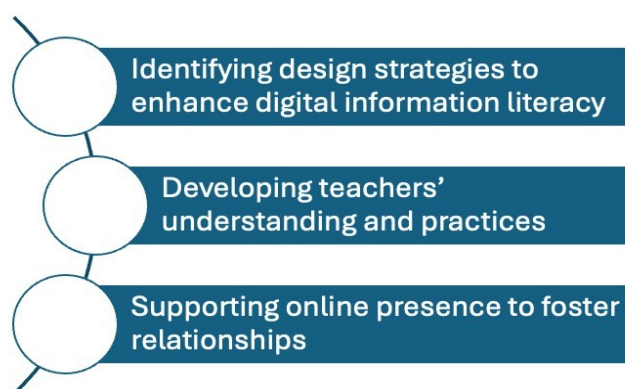 Identifying design strategies to
enhance digital information literacy
Developing teachers’
understanding and practices
Supporting online presence to foster
relationships